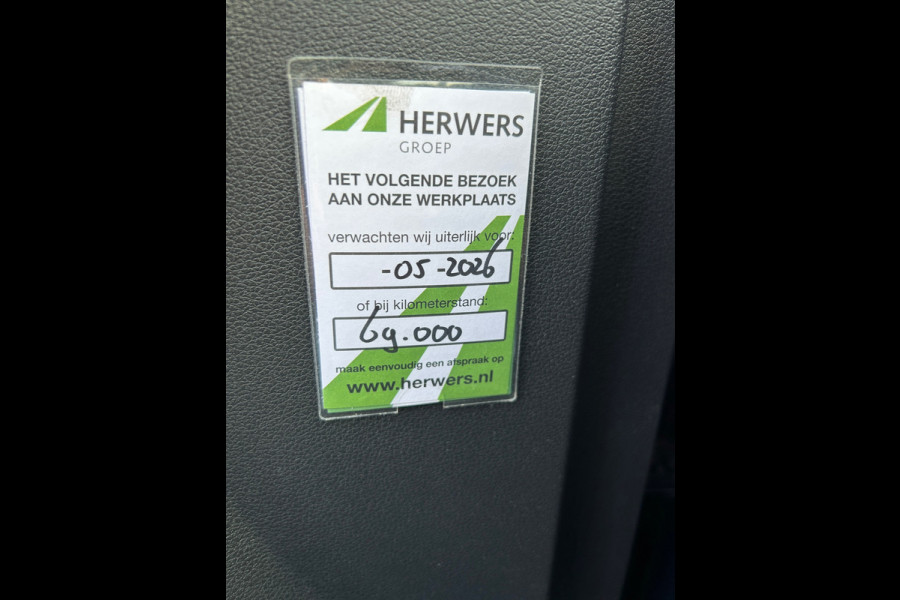 HERWERS
GROEP
HET VOLGENDE BEZOEK
AAN ONZE WERKPLAATS
verwachten wij uiterlijk voor:
-05-2026
of bij kilometerstand:
69.000
maak eenvoudig een afspraak op
www.herwers.nl